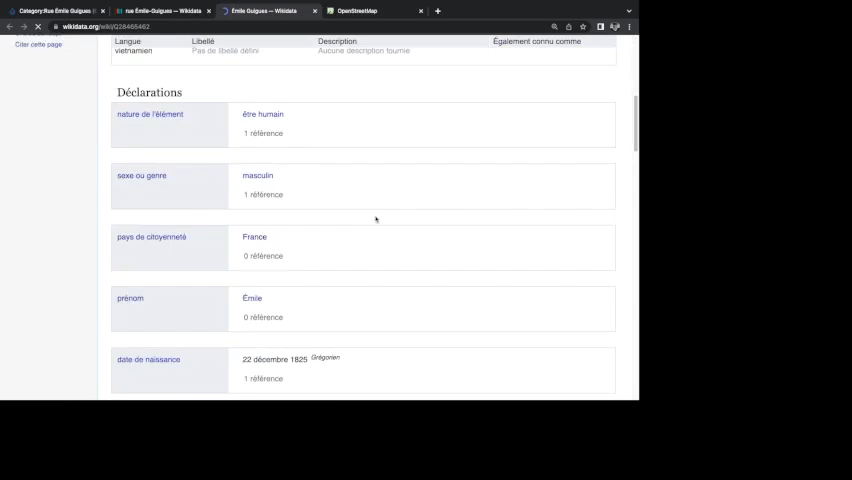 Category:Rue Émile Guigues
rue Émile-Guigues — Wikidata
Émile Guigues — Wikidata
OpenStreetMap
wikidata.org/wiki/Q28465462
Citer cette page
Langue Libellé Description Également connu comme
vietnamien Pas de libellé défini Aucune description fournie
Déclarations
nature de l'élément être humain
1 référence
sexe ou genre masculin
1 référence
pays de citoyenneté France
0 référence
prénom Émile
0 référence
date de naissance 22 décembre 1825 Grégorien
1 référence